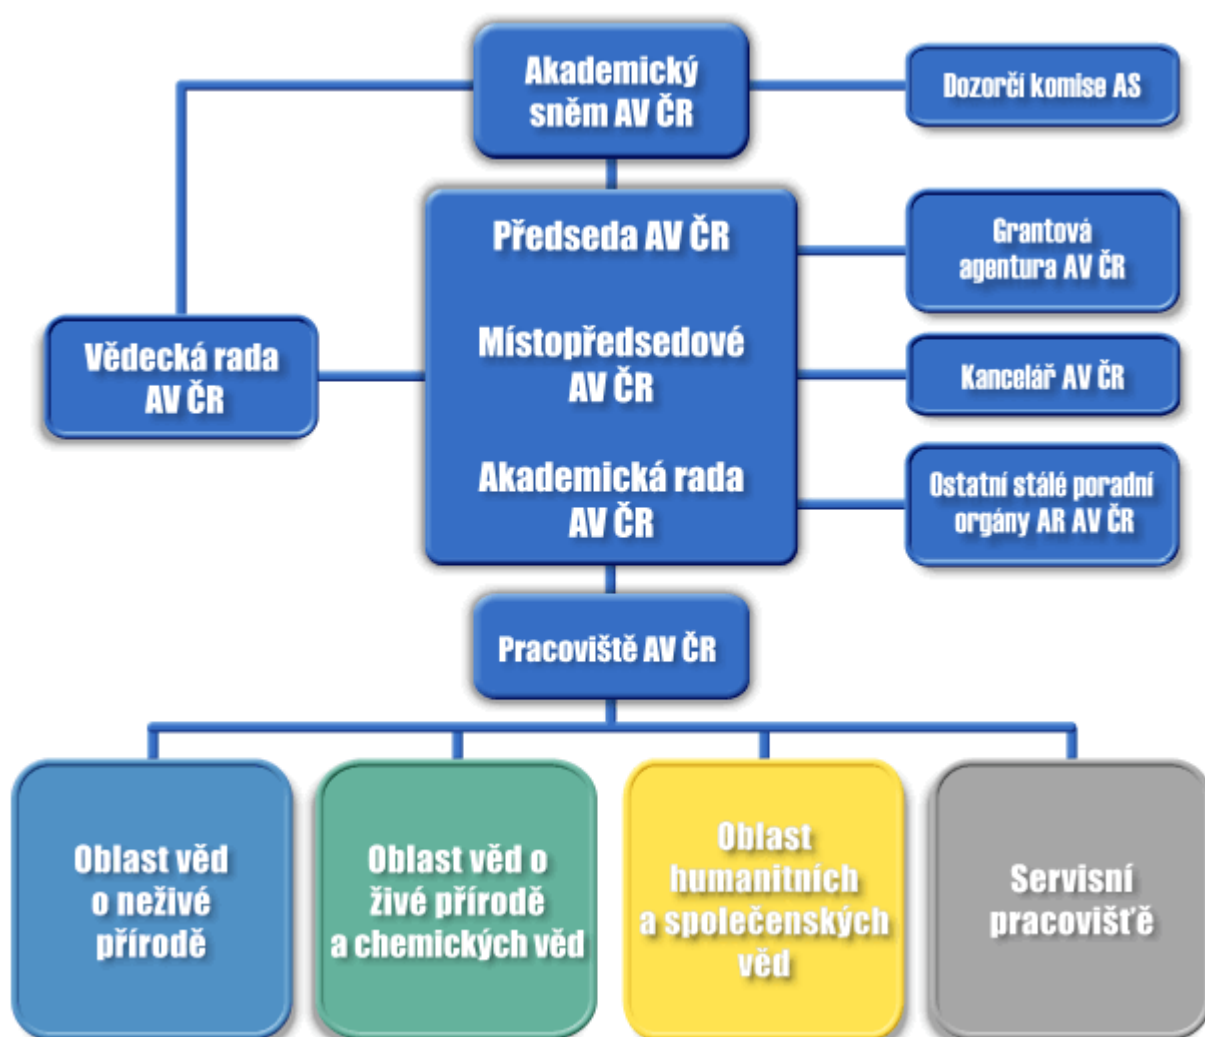 Akademický
sněm AV ČR
Dozorčí komise AS
Předseda AV ČR
Grantová
agentura AV ČR
Vědecká rada
AV ČR
Místopředsedové
AV ČR
Kancelář AV ČR
Akademická rada
AV ČR
Ostatní stálé poradní
orgány AR AV ČR
Pracoviště AV ČR
Oblast věd
o neživé
přírodě
Oblast věd o
živé přírodě
a chemických věd
Oblast
humanitních
a společenských
věd
Servisní
pracovišťě